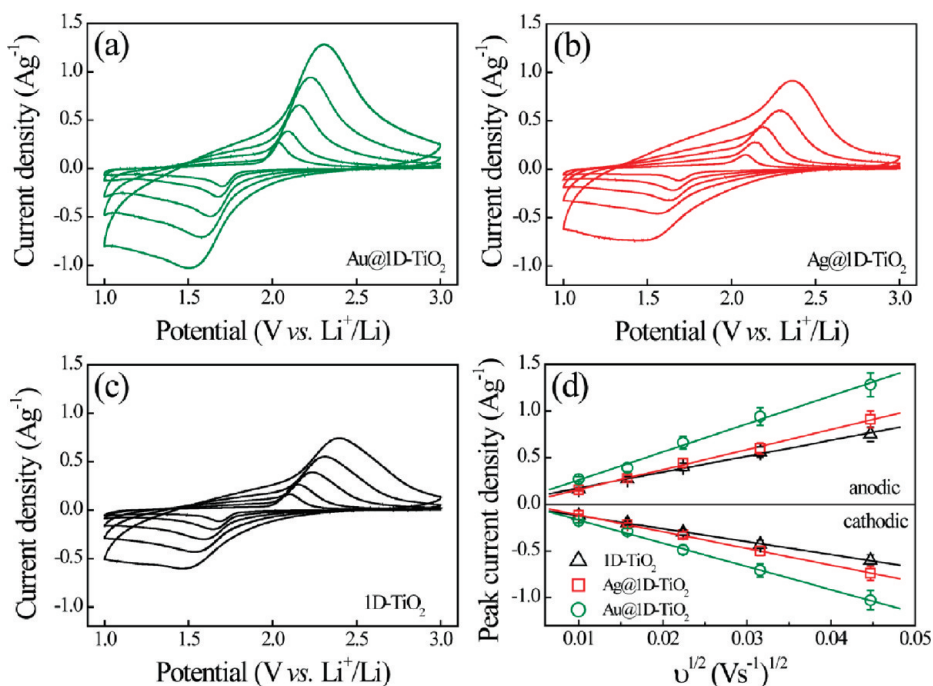 (a)
1.5
1.0
0.5
0.0
-0.5
-1.0
Current density (Ag⁻¹)
Au@1D-TiO₂
1.0 1.5 2.0 2.5 3.0
Potential (V vs. Li⁺/Li)
(b)
1.5
1.0
0.5
0.0
-0.5
-1.0
Current density (Ag⁻¹)
Ag@1D-TiO₂
1.0 1.5 2.0 2.5 3.0
Potential (V vs. Li⁺/Li)
(c)
1.5
1.0
0.5
0.0
-0.5
-1.0
Current density (Ag⁻¹)
1D-TiO₂
1.0 1.5 2.0 2.5 3.0
Potential (V vs. Li⁺/Li)
(d)
1.5
1.0
0.5
0.0
-0.5
-1.0
Peak current density (Ag⁻¹)
anodic
cathodic
1D-TiO₂
Ag@1D-TiO₂
Au@1D-TiO₂
0.01 0.02 0.03 0.04 0.05
υ^1/2 (Vs⁻¹)^1/2